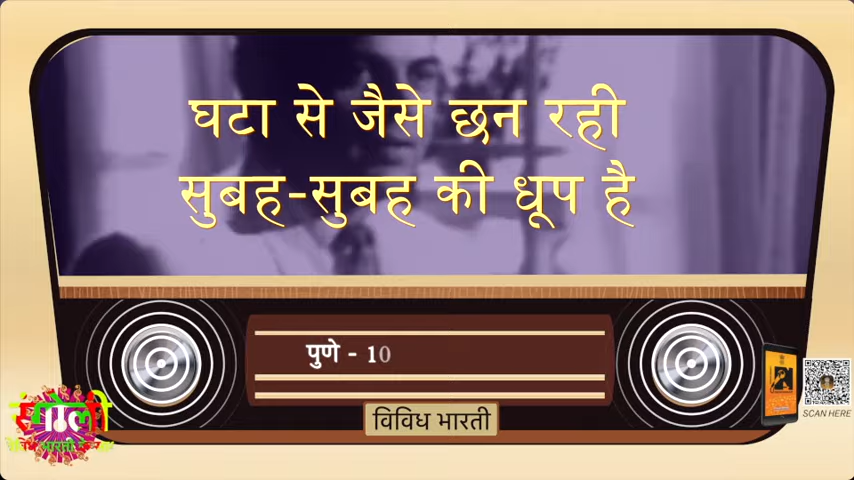 घटा से जैसे छन रही
सुबह-सुबह की धूप है
पुणे - 10
विविध भारती
रंगोली
SCAN HERE